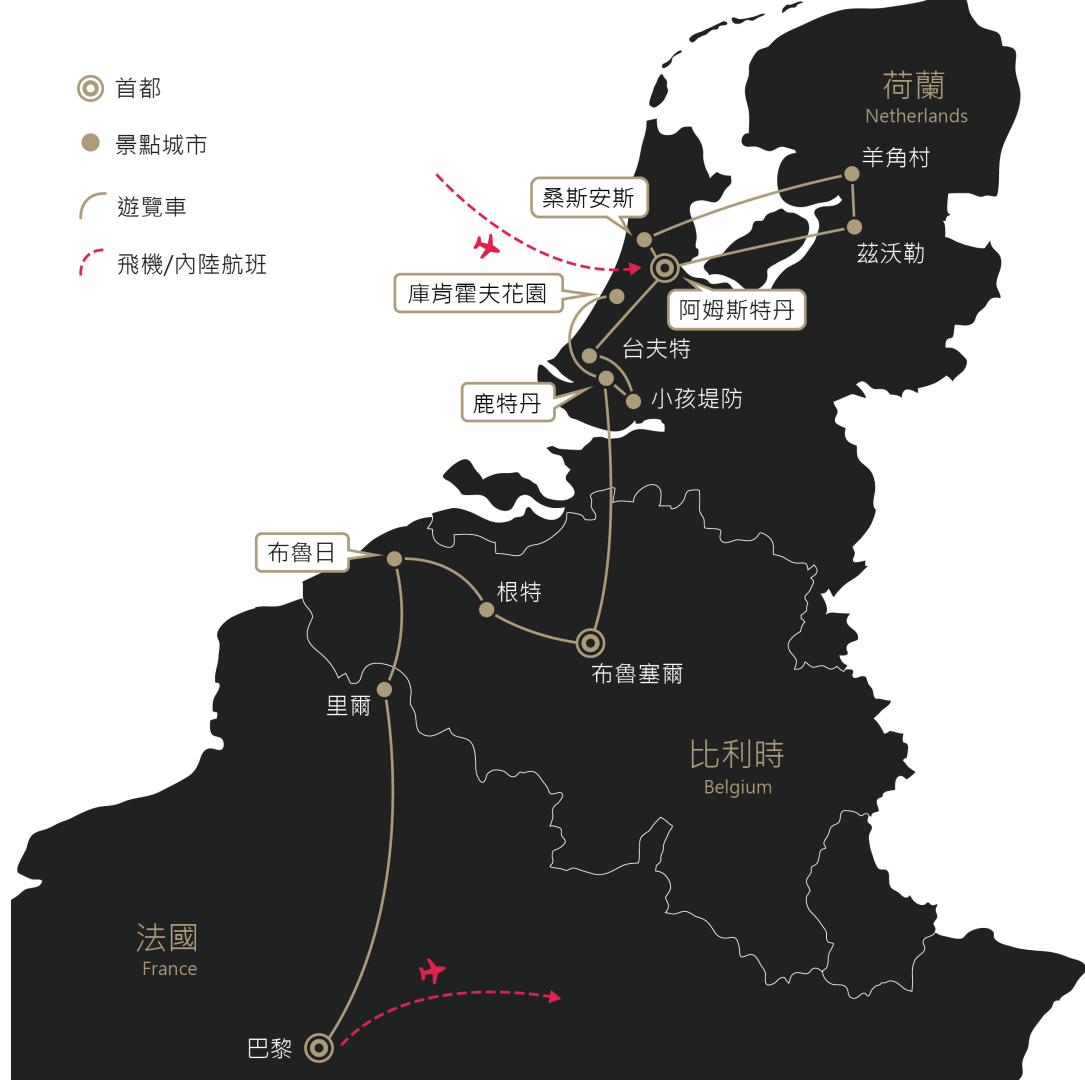 首都
景點城市
遊覽車
飛機/內陸航班
荷蘭
Netherlands
羊角村
桑斯安斯
茲沃勒
庫肯霍夫花園
阿姆斯特丹
台夫特
鹿特丹
小孩堤防
布魯日
根特
布魯塞爾
里爾
比利時
Belgium
法國
France
巴黎